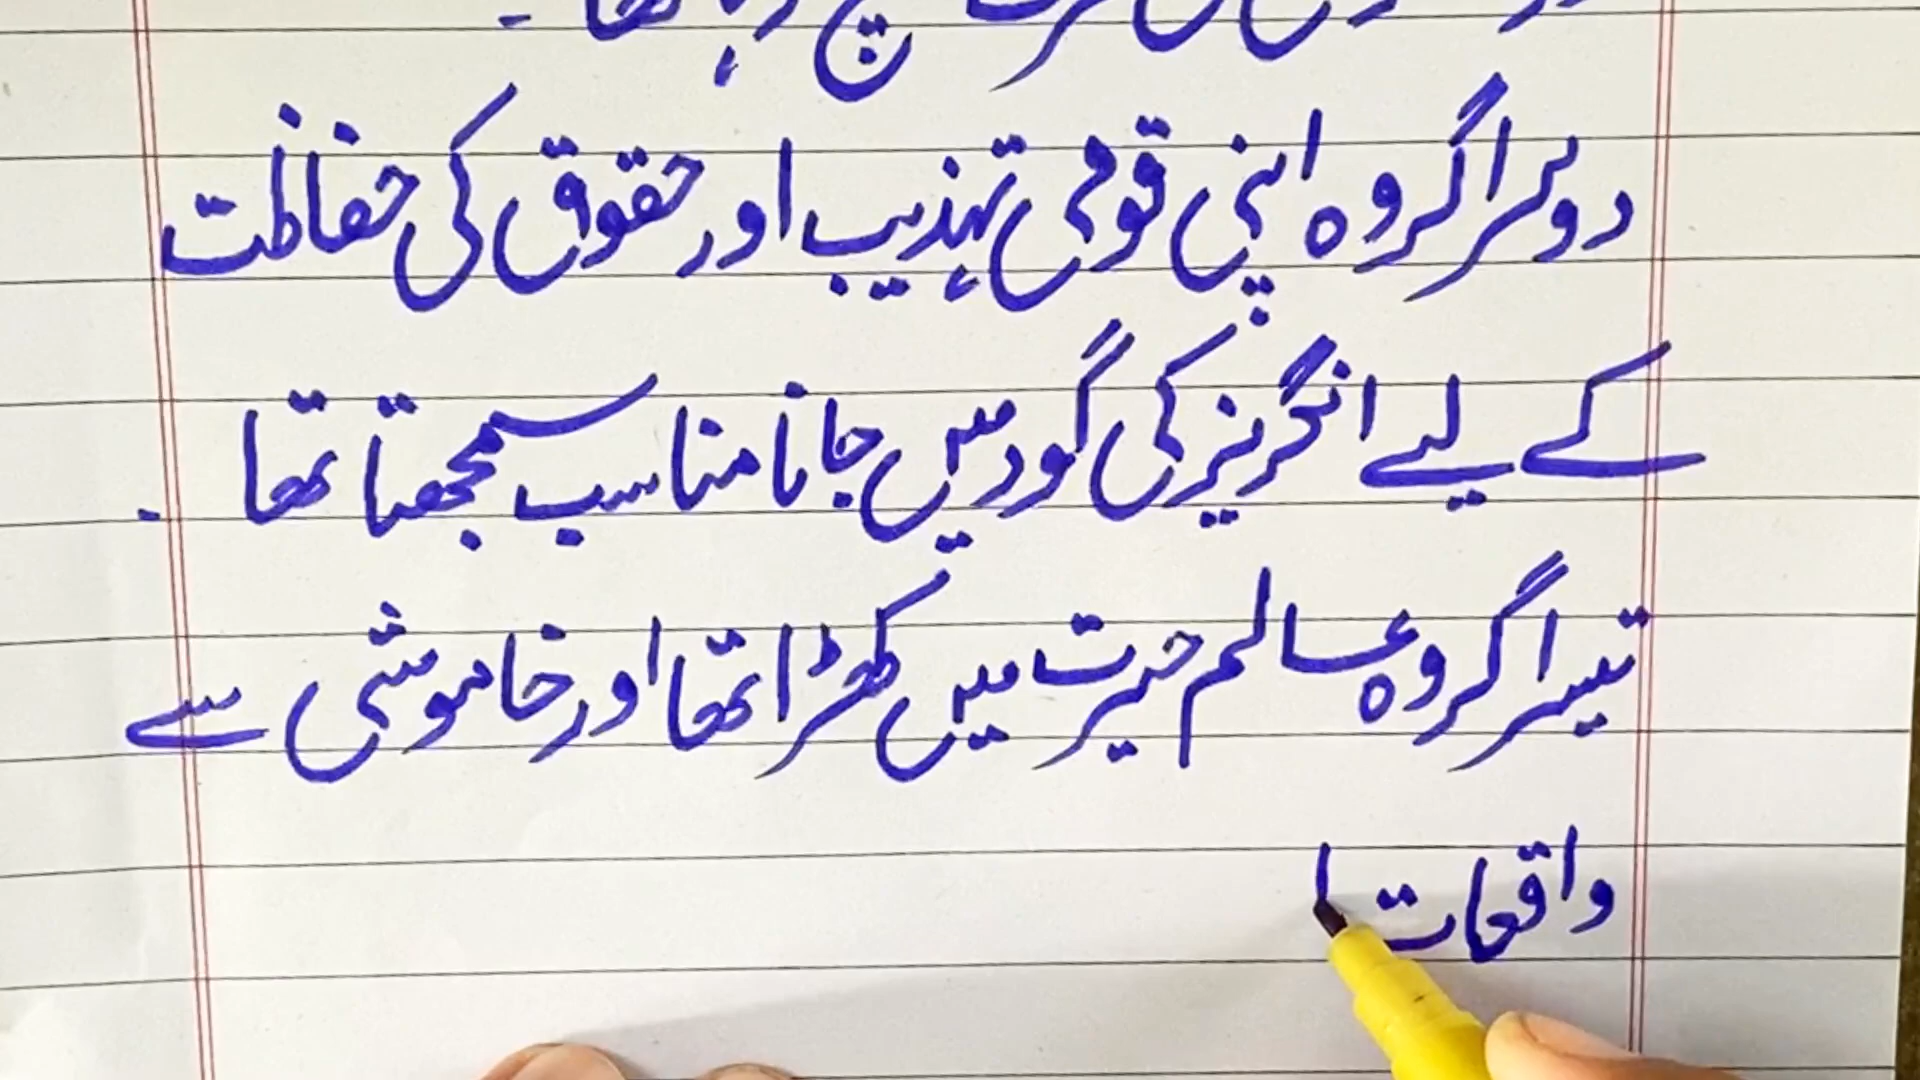 دوسرا گروہ اپنی قومی تہذیب اور حقوق کی حفاظت
کے لیے انگریز کی گود میں جانا مناسب سمجھتا تھا ۔
تیسرا گروہ عالم حیرت میں کھڑا تھا اور خاموشی سے
واقعات ا